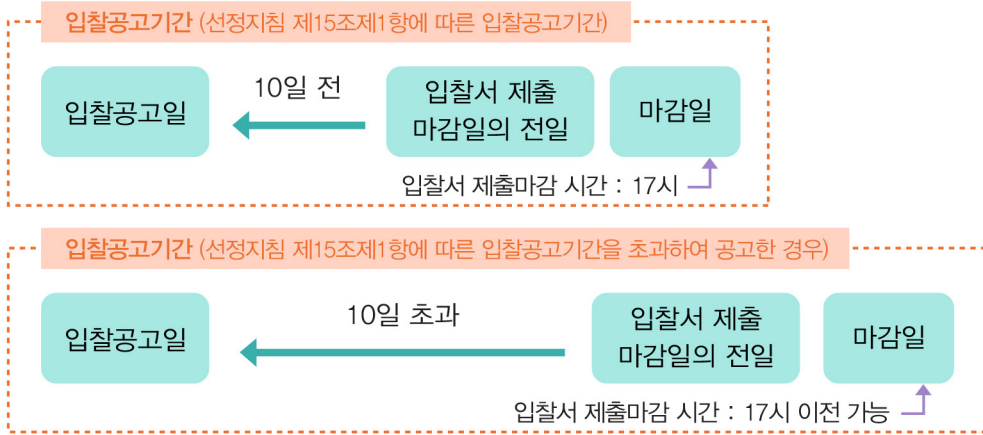 입찰공고기간 (선정지침 제15조제1항에 따른 입찰공고기간)
입찰공고일
10일 전
입찰서 제출
마감일의 전일
마감일
입찰서 제출마감 시간 : 17시
입찰공고기간 (선정지침 제15조제1항에 따른 입찰공고기간을 초과하여 공고한 경우)
입찰공고일
10일 초과
입찰서 제출
마감일의 전일
마감일
입찰서 제출마감 시간 : 17시 이전 가능